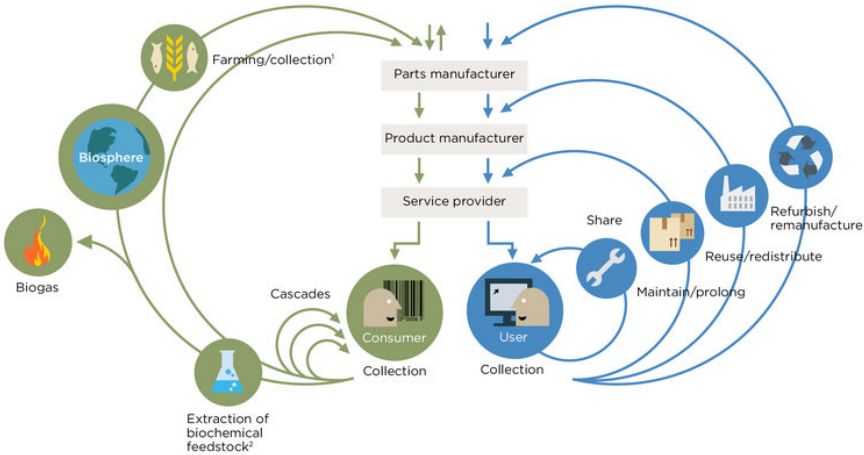 Farming/collection¹
Parts manufacturer
Biosphere
Product manufacturer
Service provider
Refurbish/
remanufacture
Share
Reuse/redistribute
Biogas
Cascades
Maintain/prolong
Consumer
User
Collection
Collection
Extraction of
biochemical
feedstock²